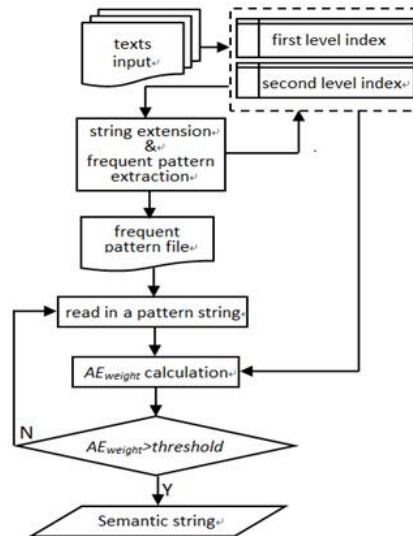 texts
input
first level index
second level index
string extension
&
frequent pattern
extraction
frequent
pattern file
read in a pattern string
AEweight calculation
N
AEweight>threshold
Y
Semantic string